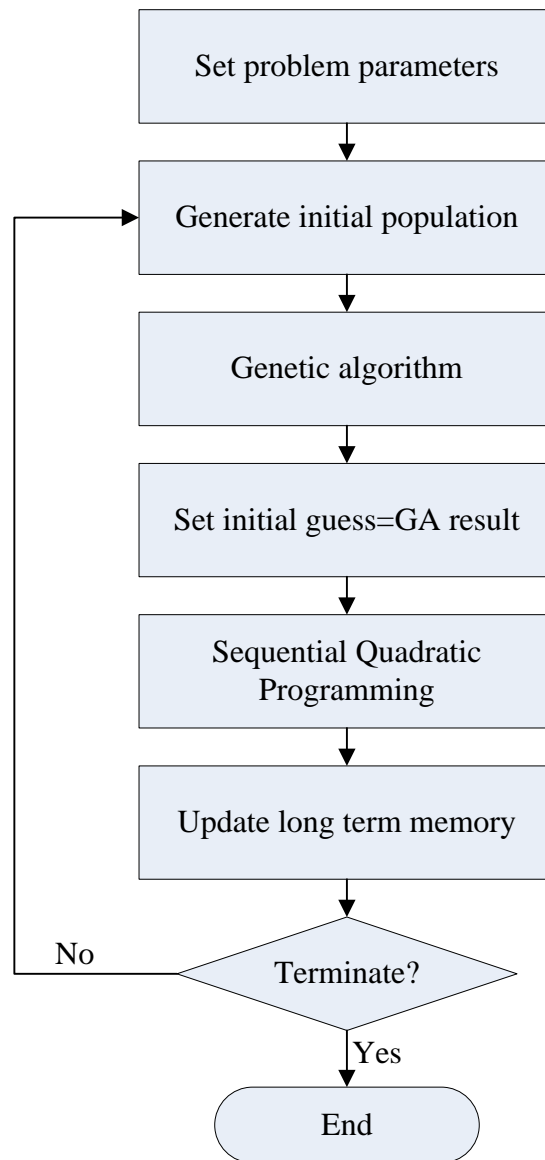 Set problem parameters
Generate initial population
Genetic algorithm
Set initial guess=GA result
Sequential Quadratic
Programming
Update long term memory
No
Terminate?
Yes
End